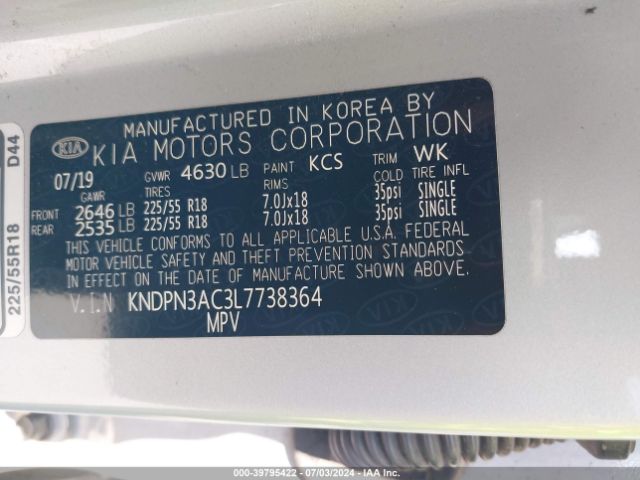 MANUFACTURED IN KOREA BY
KIA KIA MOTORS CORPORATION
07/19 GVWR 4630 LB PAINT KCS TRIM WK
GAWR TIRES RIMS COLD TIRE INFL
FRONT 2646 LB 225/55 R18 7.0Jx18 35psi SINGLE
REAR 2535 LB 225/55 R18 7.0Jx18 35psi SINGLE
THIS VEHICLE CONFORMS TO ALL APPLICABLE U.S.A. FEDERAL
MOTOR VEHICLE SAFETY AND THEFT PREVENTION STANDARDS
IN EFFECT ON THE DATE OF MANUFACTURE SHOWN ABOVE.
V.I.N KNDPN3AC3L7738364
MPV
225/55R18 D44
000-39795422 - 07/03/2024 - IAA Inc.